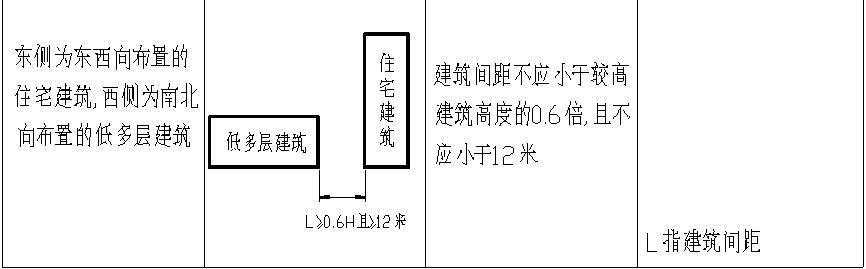 东侧为东西向布置的
住宅建筑,西侧为南北
向布置的低多层建筑
住宅建筑
低多层建筑
L≥0.6H且≥12米
建筑间距不应小于较高
建筑高度的0.6倍,且不
应小于12米
L指建筑间距